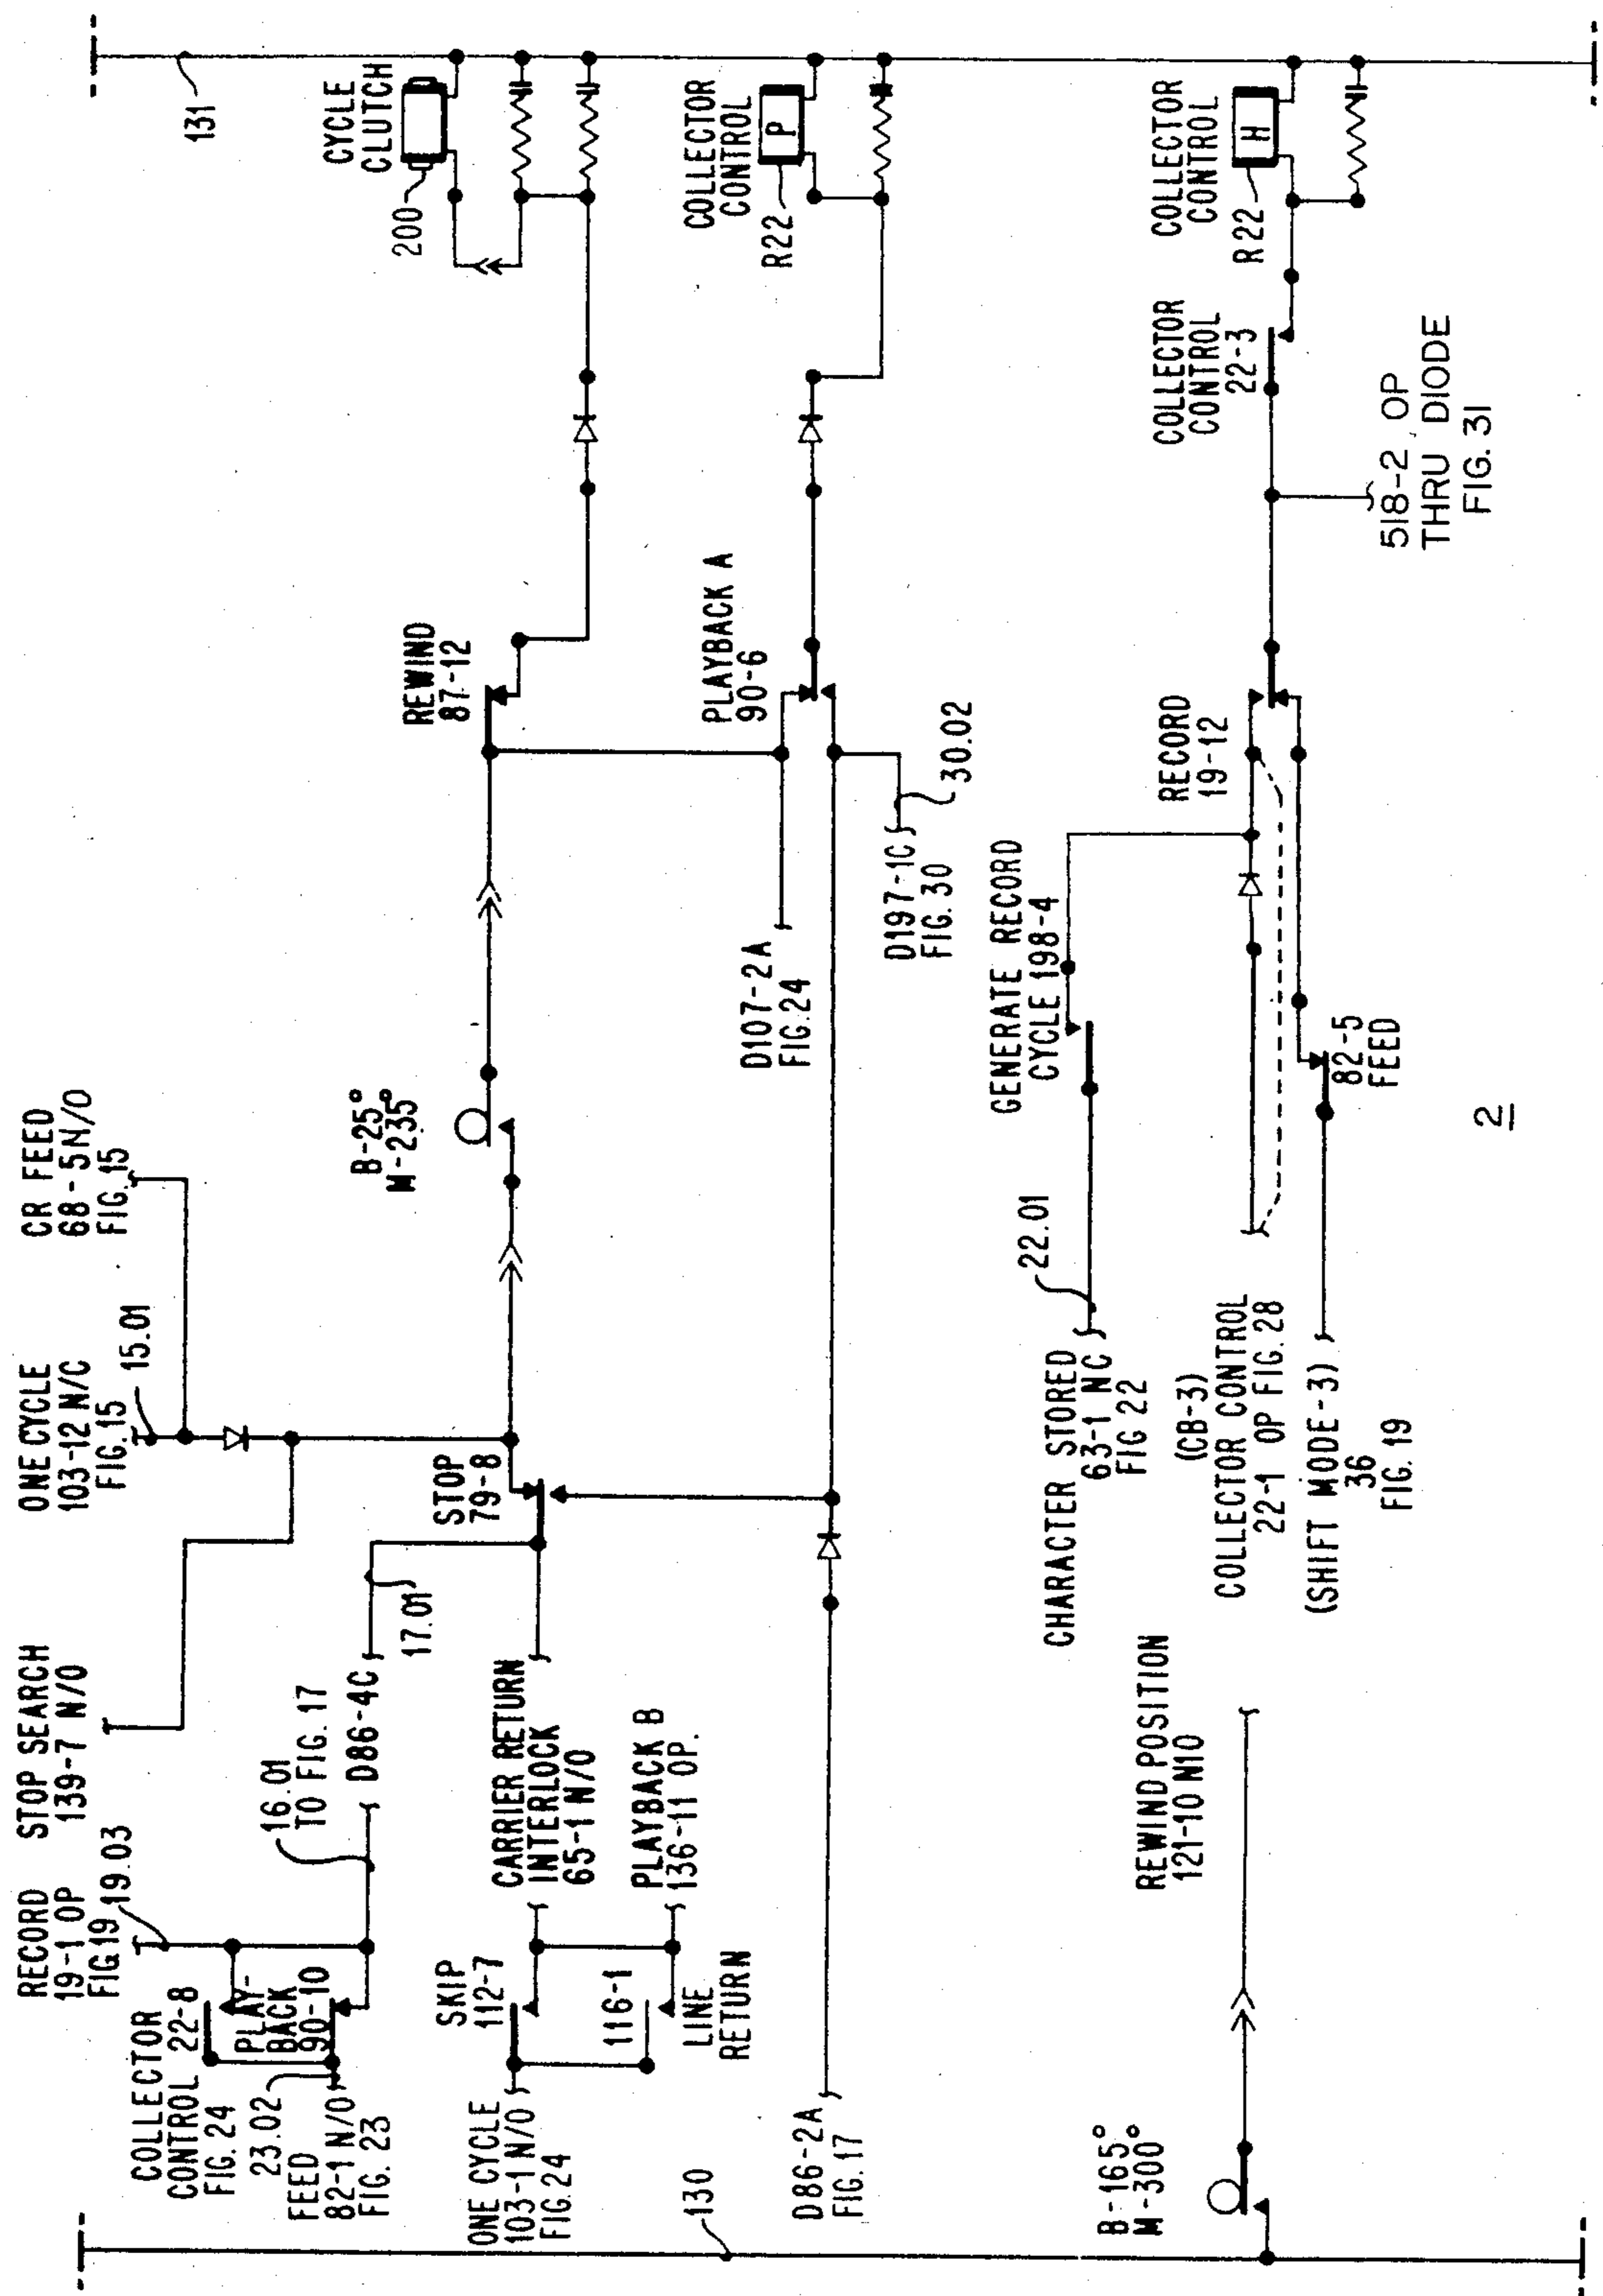 131
CYCLE
CLUTCH
200
COLLECTOR
CONTROL
P
R22
COLLECTOR
CONTROL
H
R22
COLLECTOR
CONTROL
22-3
518-2 OP
THRU DIODE
FIG. 31
REWIND
87-12
PLAYBACK A
90-6
30.02
D197-1C
FIG. 30
D107-2A
FIG. 24
RECORD
19-12
GENERATE RECORD
CYCLE 198-4
82-5
FEED
2
B-25°
M-235°
CR FEED
68-5N/O
FIG. 15
ONE CYCLE
103-12 N/C
FIG. 15
15.01
STOP
79-8
22.01
CHARACTER STORED
63-1 NC
FIG 22
(CB-3)
COLLECTOR CONTROL
22-1 OP FIG. 28
(SHIFT MODE-3)
36
FIG. 19
STOP SEARCH
139-7 N/O
17.01
RECORD
19-1 OP
FIG19
19.03
16.01
TO FIG. 17
D86-4C
CARRIER RETURN
INTERLOCK
65-1 N/O
PLAYBACK B
136-11 OP.
REWIND POSITION
121-10 N10
COLLECTOR
CONTROL 22-8
FIG. 24
PLAY-
BACK
90-10
23.02
FEED
82-1 N/O
FIG. 23
SKIP
112-7
116-1
LINE
RETURN
ONE CYCLE
103-1 N/O
FIG. 24
D86-2A
FIG. 17
130
B-165°
M-300°